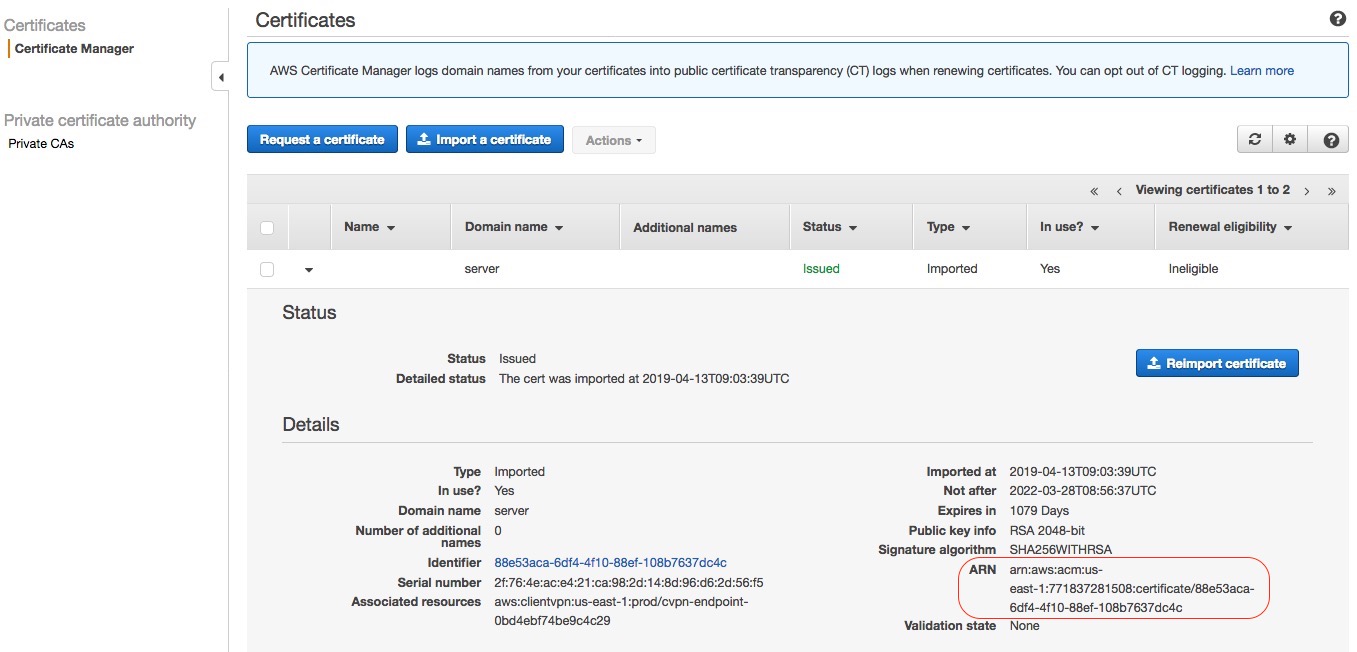 Certificates
Certificate Manager
Private certificate authority
Private CAs
Certificates
AWS Certificate Manager logs domain names from your certificates into public certificate transparency (CT) logs when renewing certificates. You can opt out of CT logging. Learn more
Request a certificate Import a certificate Actions
« ‹ Viewing certificates 1 to 2 › »
Name Domain name Additional names Status Type In use? Renewal eligibility
server Issued Imported Yes Ineligible
Status
Status Issued
Detailed status The cert was imported at 2019-04-13T09:03:39UTC
Reimport certificate
Details
Type Imported
In use? Yes
Domain name server
Number of additional names 0
Identifier 88e53aca-6df4-4f10-88ef-108b7637dc4c
Serial number 2f:76:4e:ac:e4:21:ca:98:2d:14:8d:96:d6:2d:56:f5
Associated resources aws:clientvpn:us-east-1:prod/cvpn-endpoint-
0bd4ebf74be9c4c29
Imported at 2019-04-13T09:03:39UTC
Not after 2022-03-28T08:56:37UTC
Expires in 1079 Days
Public key info RSA 2048-bit
Signature algorithm SHA256WITHRSA
ARN arn:aws:acm:us-
east-1:771837281508:certificate/88e53aca-
6df4-4f10-88ef-108b7637dc4c
Validation state None